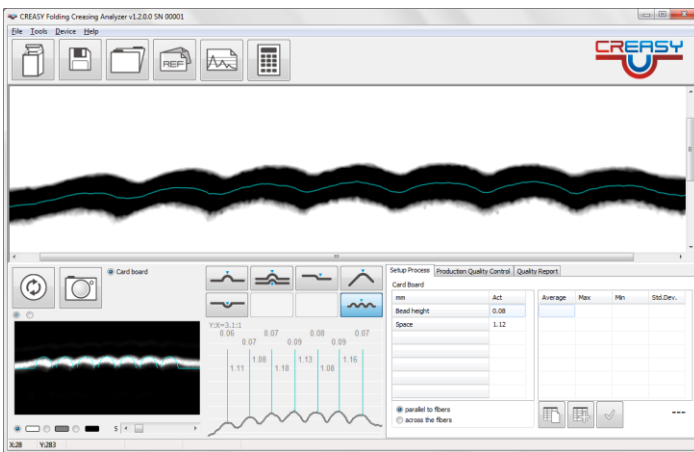 CREASY Folding Creasing Analyzer v1.2.0.0 SN 00001
File Tools Device Help
REF
CREASY
Card board
Y:X=3.1:1
0.06 0.07 0.08 0.07
0.07 0.09 0.09
1.08 1.13 1.16
1.11 1.18 1.08
S
Setup Process Production Quality Control Quality Report
Card Board
mm Act Average Max Min Std.Dev.
Bead height 0.08
Space 1.12
parallel to fibers
across the fibers
---
X:28 Y:283